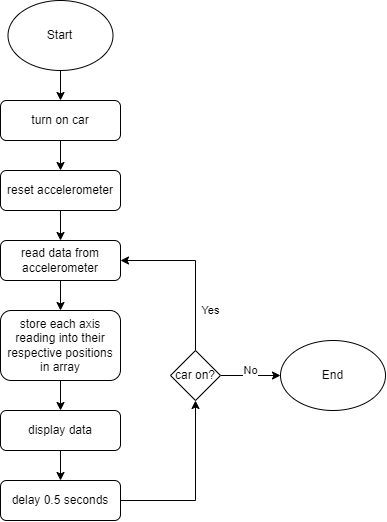 Start
turn on car
reset accelerometer
read data from
accelerometer
store each axis
reading into their
respective positions
in array
display data
delay 0.5 seconds
Yes
car on?
No
End